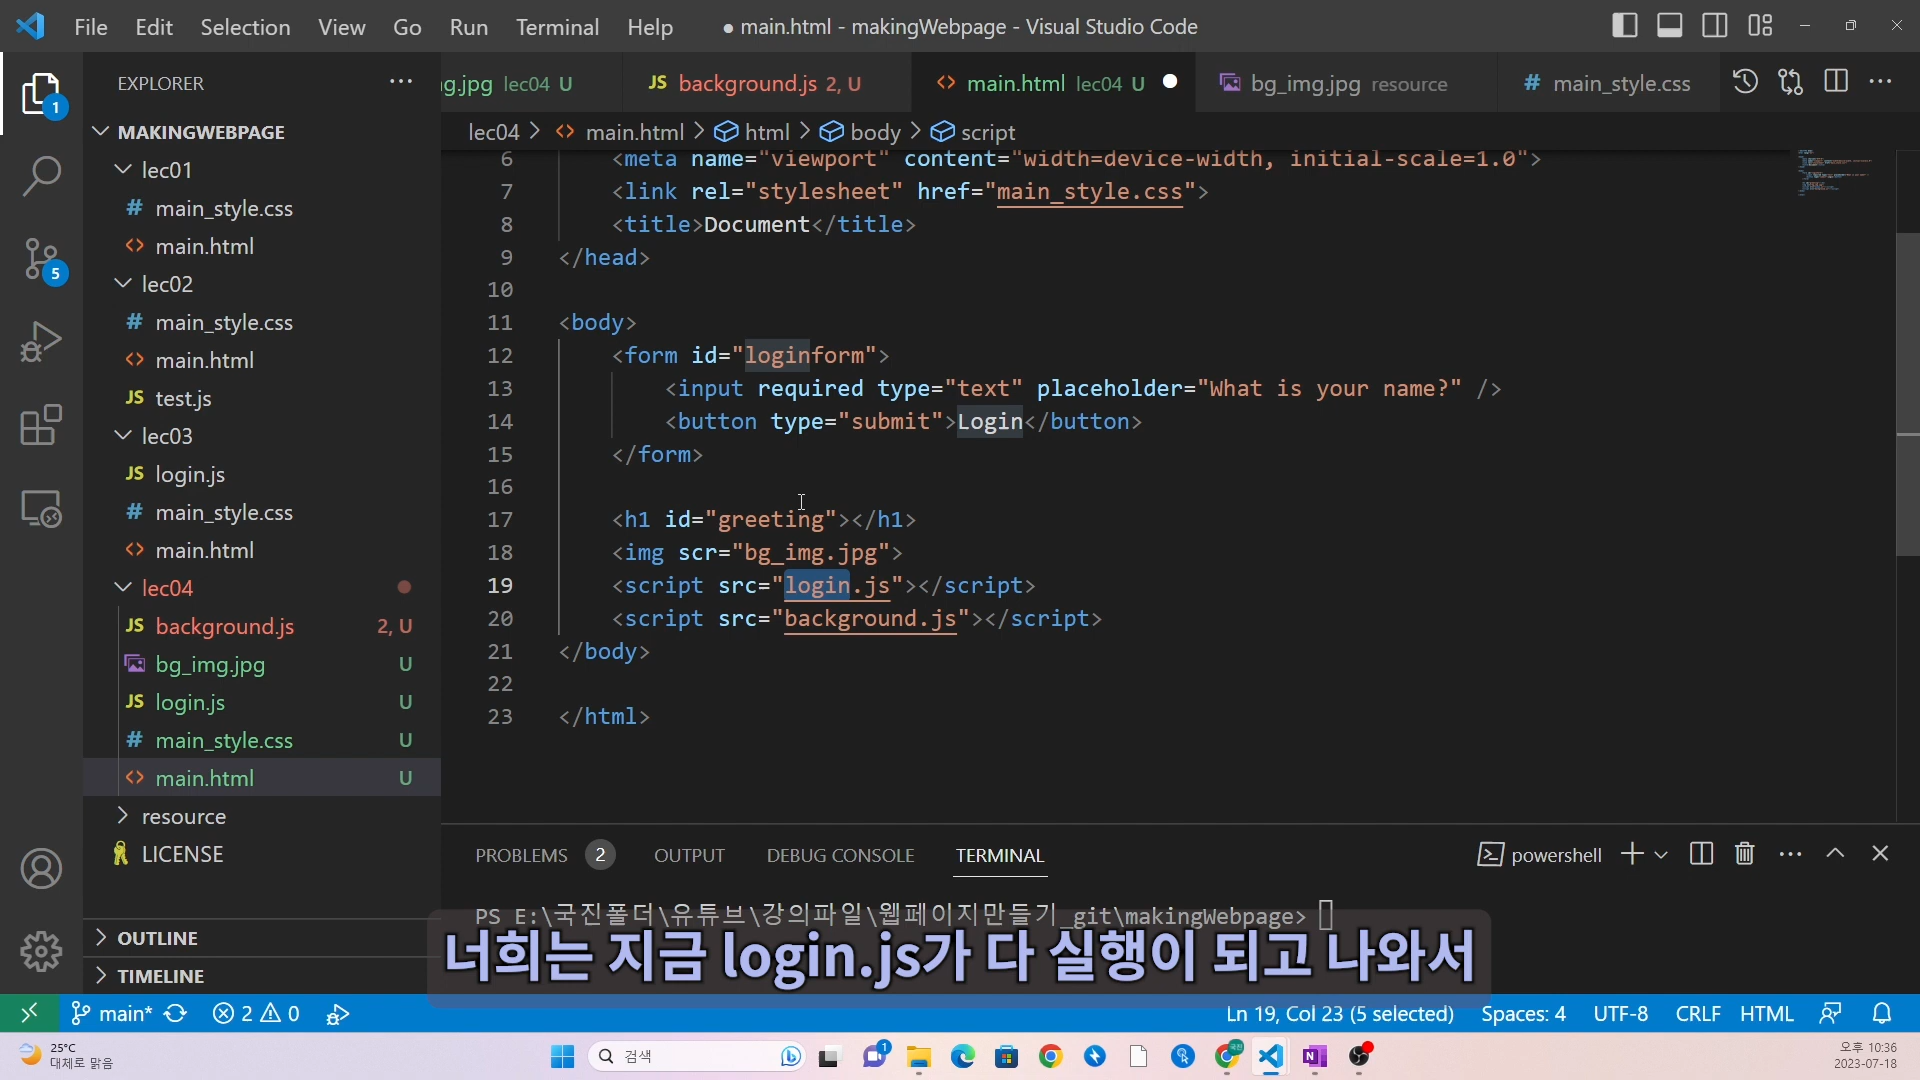 File Edit Selection View Go Run Terminal Help ● main.html - makingWebpage - Visual Studio Code
EXPLORER
g.jpg lec04 U JS background.js 2, U <> main.html lec04 U bg_img.jpg resource # main_style.css
MAKINGWEBPAGE
lec04 > <> main.html > html > body > script
lec01
# main_style.css
<> main.html
lec02
# main_style.css
<> main.html
JS test.js
lec03
JS login.js
# main_style.css
<> main.html
lec04
JS background.js 2, U
bg_img.jpg U
JS login.js U
# main_style.css U
<> main.html U
resource
LICENSE
OUTLINE
TIMELINE
1
5
6 <meta name="viewport" content="width=device-width, initial-scale=1.0">
7 <link rel="stylesheet" href="main_style.css">
8 <title>Document</title>
9 </head>
10
11 <body>
12 <form id="loginform">
13 <input required type="text" placeholder="What is your name?" />
14 <button type="submit">Login</button>
15 </form>
16
17 <h1 id="greeting"></h1>
18 <img scr="bg_img.jpg">
19 <script src="login.js"></script>
20 <script src="background.js"></script>
21 </body>
22
23 </html>
PROBLEMS 2 OUTPUT DEBUG CONSOLE TERMINAL powershell
PS E:\국진폴더\유튜브\강의파일\웹페이지만들기_git\makingWebpage>
너희는 지금 login.js가 다 실행이 되고 나와서
main* 2 0 Ln 19, Col 23 (5 selected) Spaces: 4 UTF-8 CRLF HTML
25°C
대체로 맑음
검색
1
오후 10:36
2023-07-18